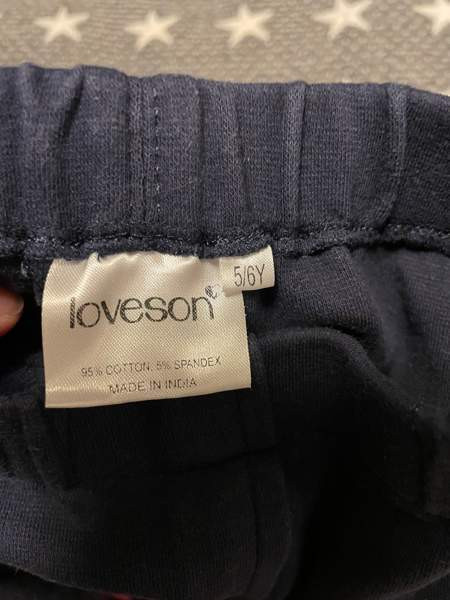 loveson
5/6Y
95% COTTON, 5% SPANDEX
MADE IN INDIA